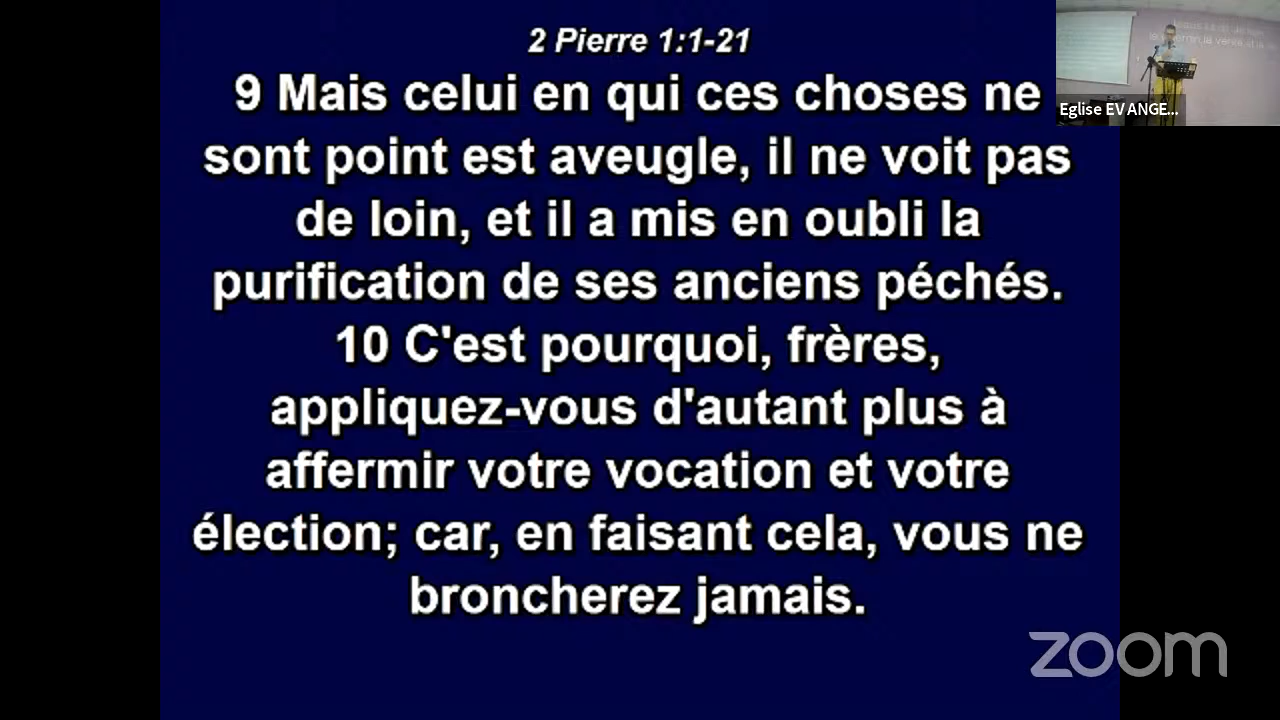 2 Pierre 1:1-21
9 Mais celui en qui ces choses ne
sont point est aveugle, il ne voit pas
de loin, et il a mis en oubli la
purification de ses anciens péchés.
10 C'est pourquoi, frères,
appliquez-vous d'autant plus à
affermir votre vocation et votre
élection; car, en faisant cela, vous ne
broncherez jamais.
Eglise EVANGE...
zoom